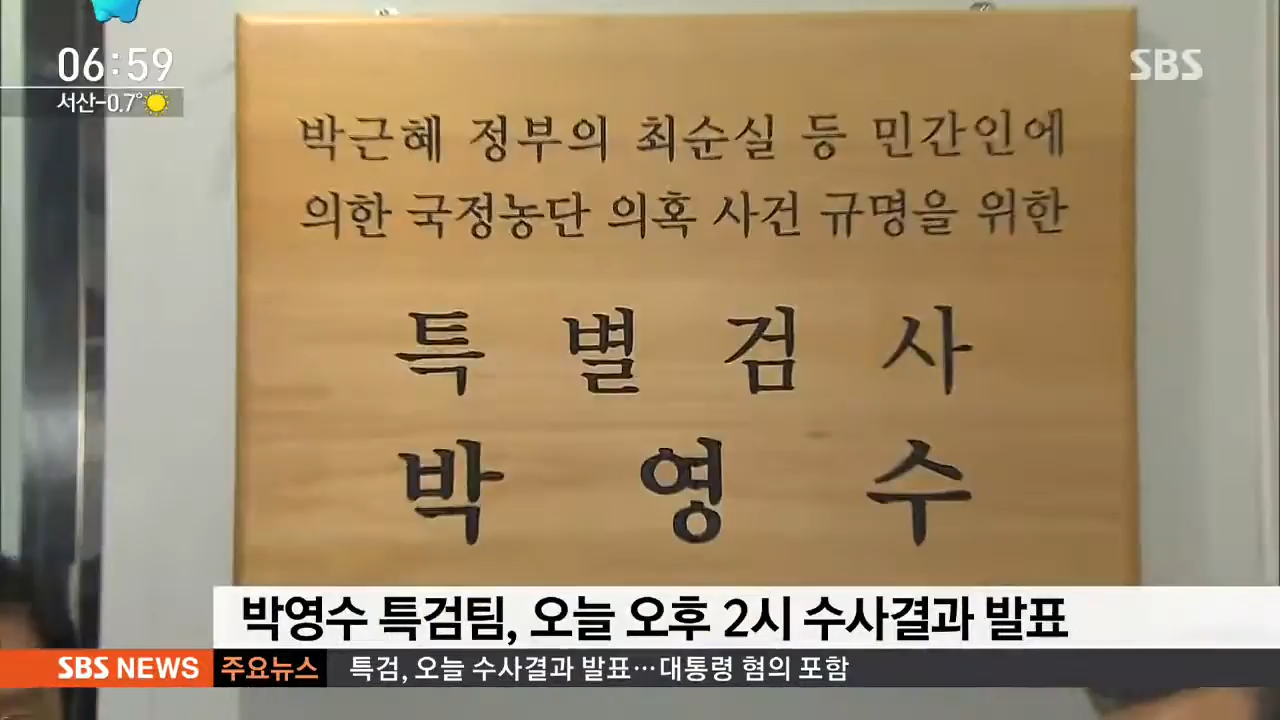 06:59
서산-0.7°
SBS
박근혜 정부의 최순실 등 민간인에
의한 국정농단 의혹 사건 규명을 위한
특별검사
박영수
박영수 특검팀, 오늘 오후 2시 수사결과 발표
SBS NEWS 주요뉴스 특검, 오늘 수사결과 발표…대통령 혐의 포함